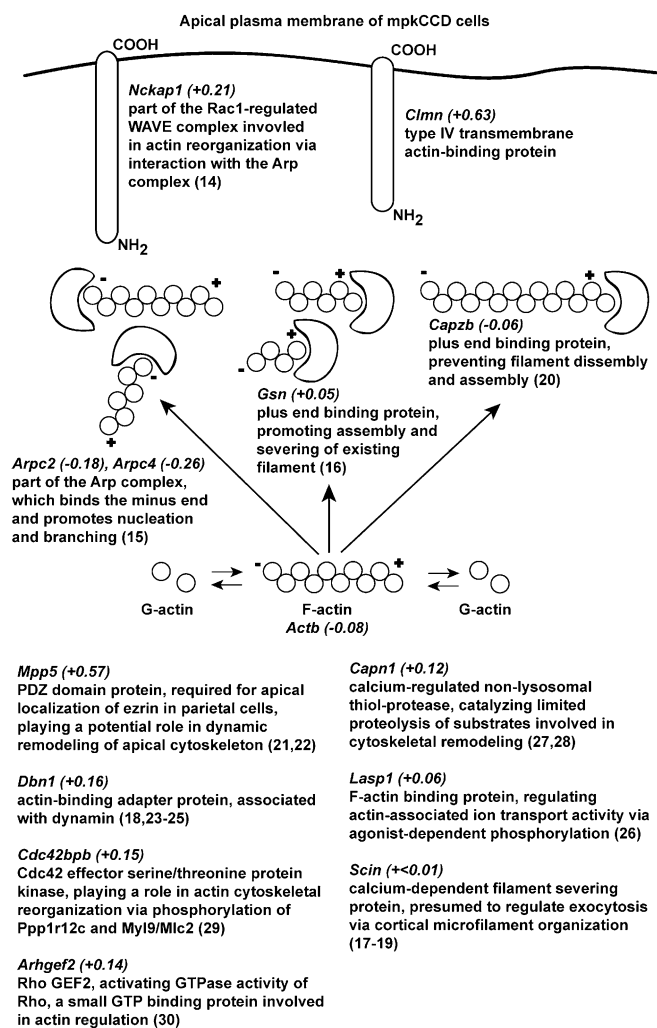 Apical plasma membrane of mpkCCD cells
COOH
COOH
Nckap1 (+0.21)
part of the Rac1-regulated
WAVE complex invovled
in actin reorganization via
interaction with the Arp
complex (14)
Clmn (+0.63)
type IV transmembrane
actin-binding protein
NH2
NH2
- +
- +
- +
Capzb (-0.06)
plus end binding protein,
preventing filament dissembly
and assembly (20)
+
-
Gsn (+0.05)
plus end binding protein,
promoting assembly and
severing of existing
filament (16)
-
+
Arpc2 (-0.18), Arpc4 (-0.26)
part of the Arp complex,
which binds the minus end
and promotes nucleation
and branching (15)
- +
G-actin
F-actin
G-actin
Actb (-0.08)
Mpp5 (+0.57)
PDZ domain protein, required for apical
localization of ezrin in parietal cells,
playing a potential role in dynamic
remodeling of apical cytoskeleton (21,22)
Dbn1 (+0.16)
actin-binding adapter protein, associated
with dynamin (18,23-25)
Cdc42bpb (+0.15)
Cdc42 effector serine/threonine protein
kinase, playing a role in actin cytoskeletal
reorganization via phosphorylation of
Ppp1r12c and Myl9/Mlc2 (29)
Arhgef2 (+0.14)
Rho GEF2, activating GTPase activity of
Rho, a small GTP binding protein involved
in actin regulation (30)
Capn1 (+0.12)
calcium-regulated non-lysosomal
thiol-protease, catalyzing limited
proteolysis of substrates involved in
cytoskeletal remodeling (27,28)
Lasp1 (+0.06)
F-actin binding protein, regulating
actin-associated ion transport activity via
agonist-dependent phosphorylation (26)
Scin (+<0.01)
calcium-dependent filament severing
protein, presumed to regulate exocytosis
via cortical microfilament organization
(17-19)